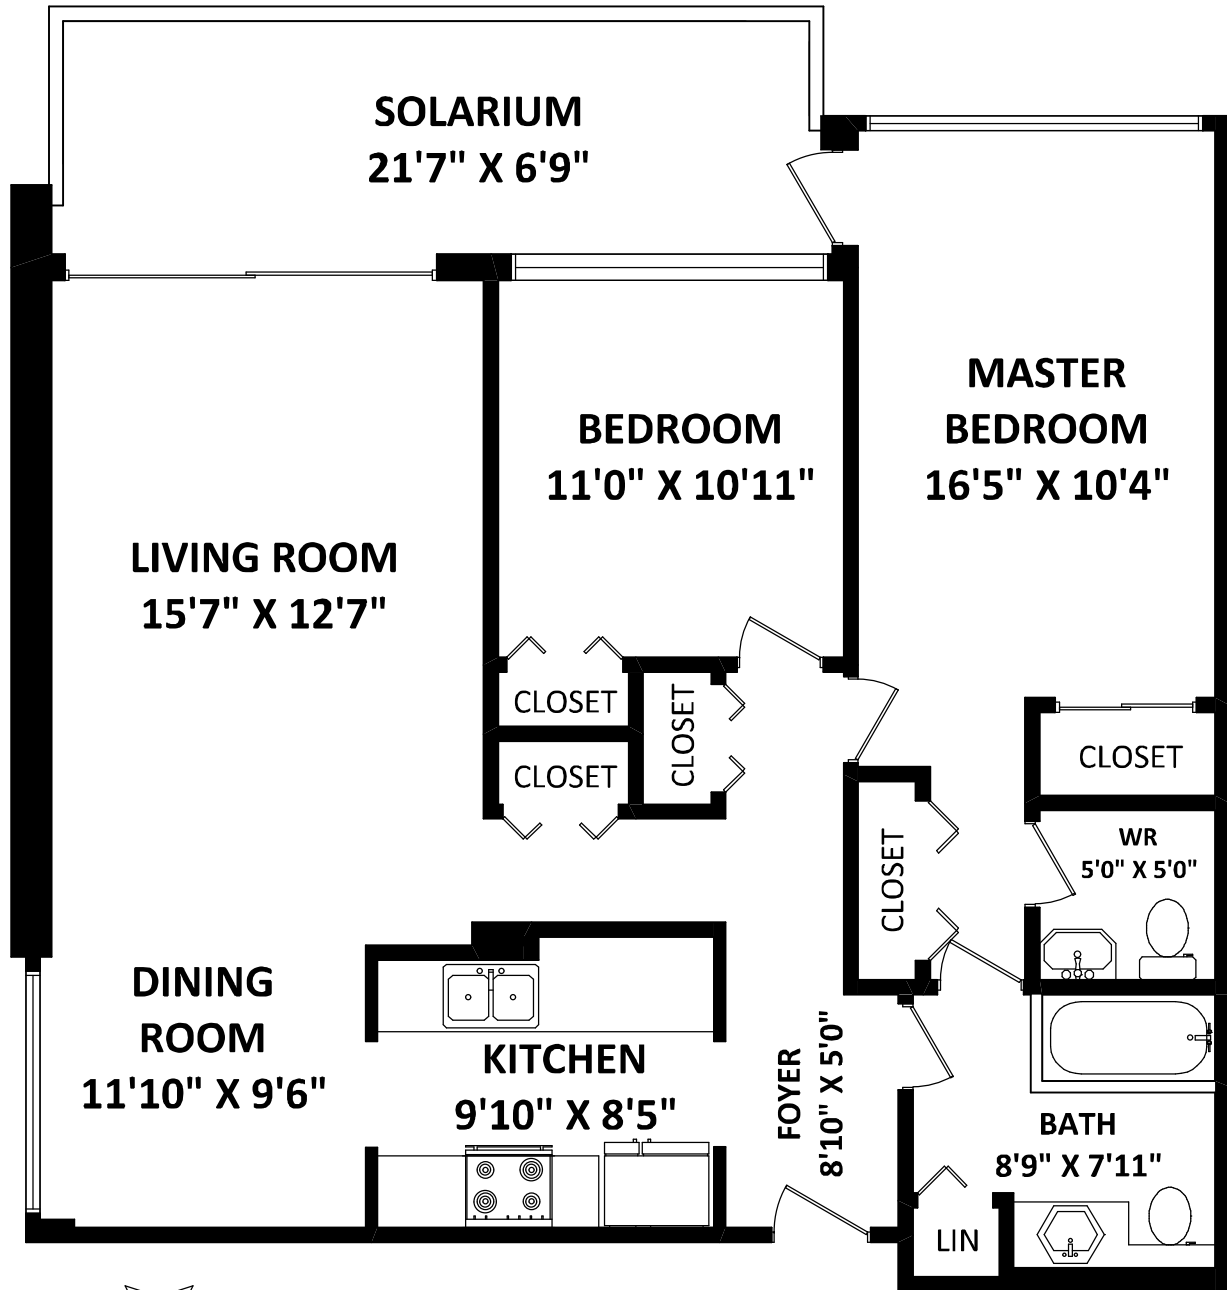 SOLARIUM
21'7" X 6'9"
MASTER
BEDROOM
16'5" X 10'4"
BEDROOM
11'0" X 10'11"
LIVING ROOM
15'7" X 12'7"
CLOSET
CLOSET
CLOSET
CLOSET
CLOSET
WR
5'0" X 5'0"
DINING
ROOM
11'10" X 9'6"
KITCHEN
9'10" X 8'5"
FOYER
8'10" X 5'0"
BATH
8'9" X 7'11"
LIN